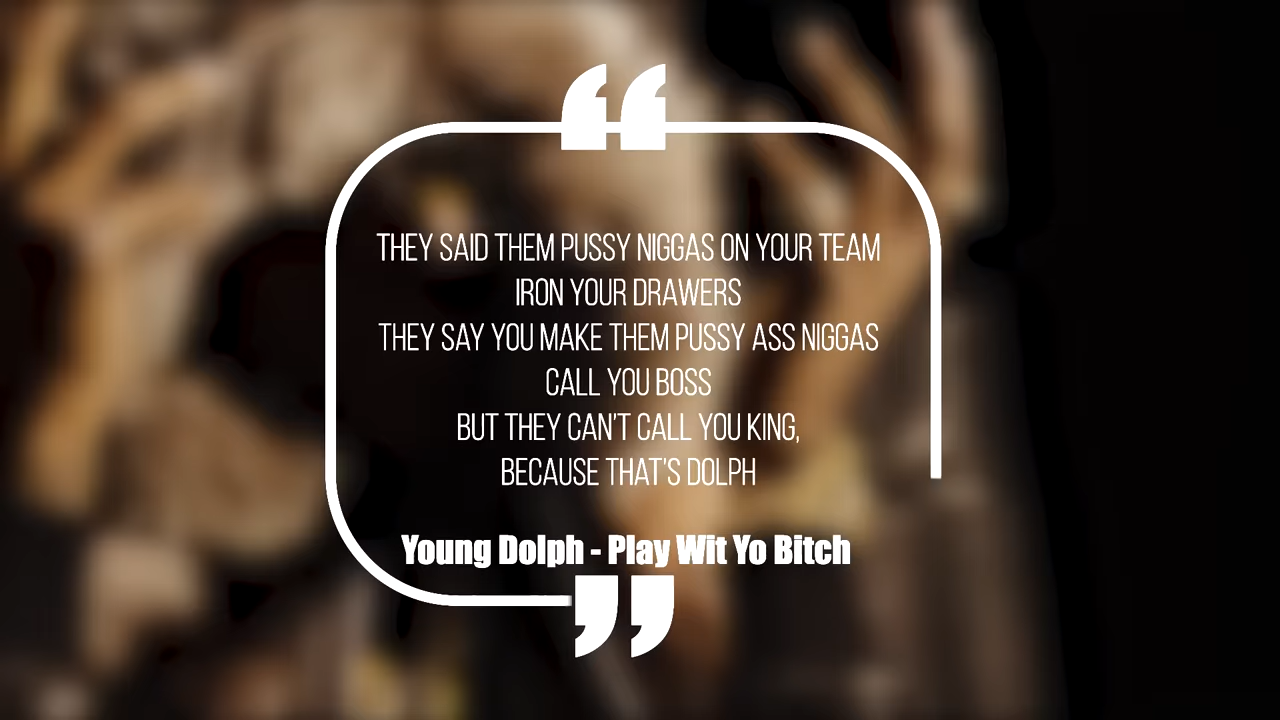 “
THEY SAID THEM PUSSY NIGGAS ON YOUR TEAM
IRON YOUR DRAWERS
THEY SAY YOU MAKE THEM PUSSY ASS NIGGAS
CALL YOU BOSS
BUT THEY CAN'T CALL YOU KING,
BECAUSE THAT'S DOLPH
Young Dolph - Play Wit Yo Bitch
”